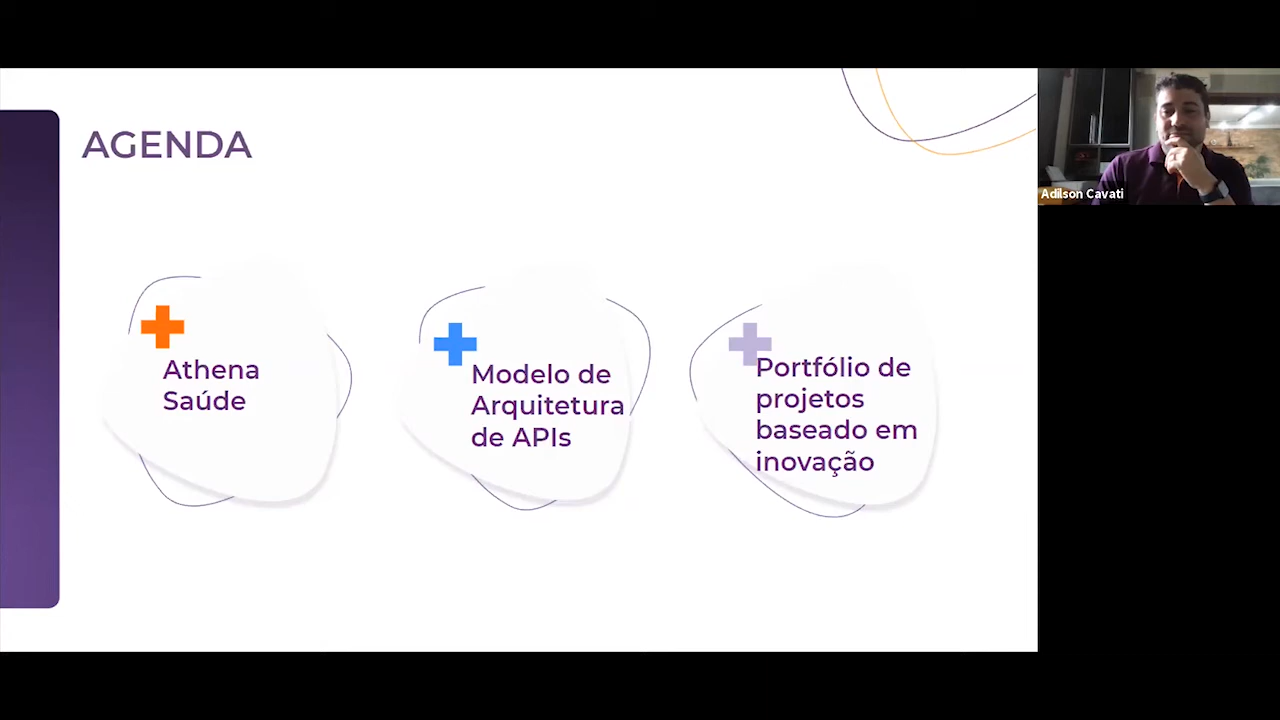 AGENDA
Athena
Saúde
Modelo de
Arquitetura
de APIs
Portfólio de
projetos
baseado em
inovação
Adilson Cavati